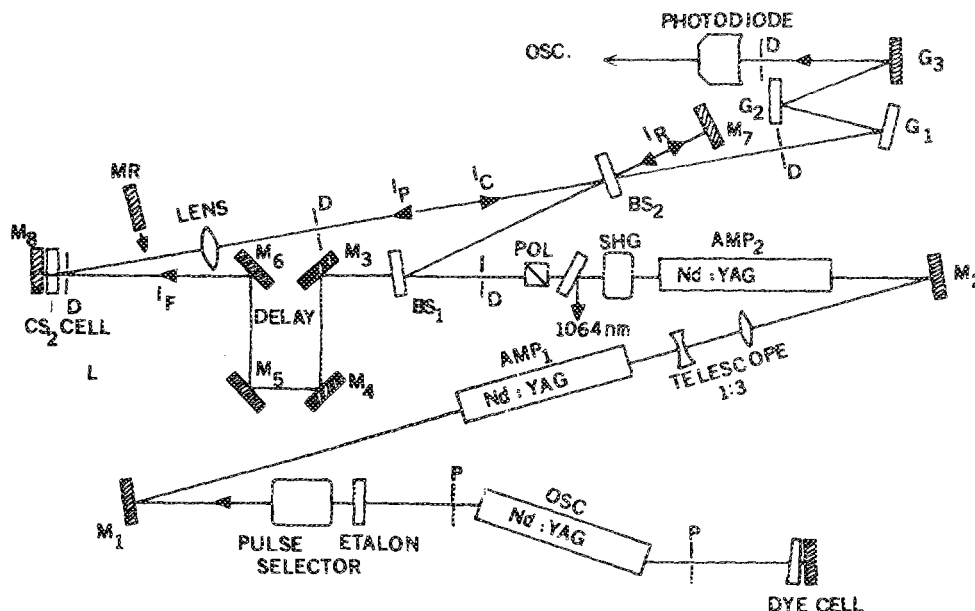 PHOTODIODE
OSC.
D
G3
G2
G1
IR
M7
D
MR
IP
IC
BS2
LENS
D
M8
M6
M3
POL
SHG
AMP2
Nd:YAG
M2
IF
BS1
D
D
CS2 CELL
DELAY
1064nm
L
TELESCOPE
1:3
AMP1
Nd:YAG
M5
M4
P
OSC
Nd:YAG
P
M1
PULSE
SELECTOR
ETALON
DYE CELL